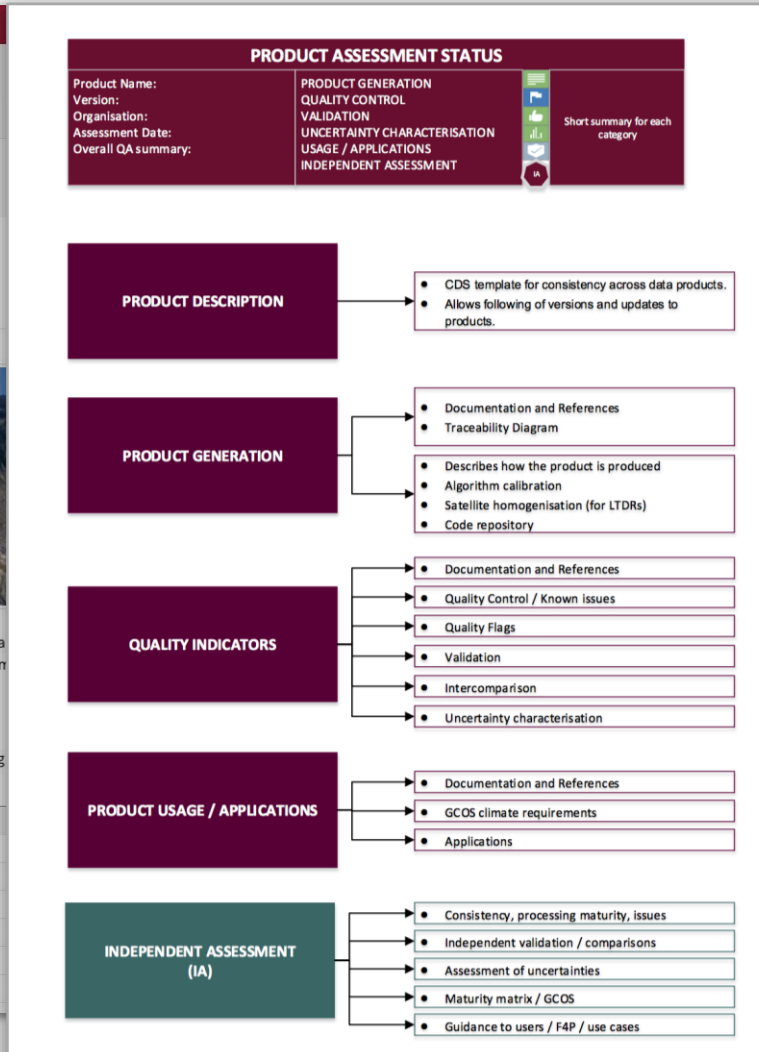 PRODUCT ASSESSMENT STATUS
Product Name:
Version:
Organisation:
Assessment Date:
Overall QA summary:
PRODUCT GENERATION
QUALITY CONTROL
VALIDATION
UNCERTAINTY CHARACTERISATION
USAGE / APPLICATIONS
INDEPENDENT ASSESSMENT
IA
Short summary for each
category
PRODUCT DESCRIPTION
• CDS template for consistency across data products.
• Allows following of versions and updates to
products.
PRODUCT GENERATION
• Documentation and References
• Traceability Diagram
• Describes how the product is produced
• Algorithm calibration
• Satellite homogenisation (for LTDRs)
• Code repository
QUALITY INDICATORS
• Documentation and References
• Quality Control / Known issues
• Quality Flags
• Validation
• Intercomparison
• Uncertainty characterisation
PRODUCT USAGE / APPLICATIONS
• Documentation and References
• GCOS climate requirements
• Applications
INDEPENDENT ASSESSMENT
(IA)
• Consistency, processing maturity, issues
• Independent validation / comparisons
• Assessment of uncertainties
• Maturity matrix / GCOS
• Guidance to users / F4P / use cases